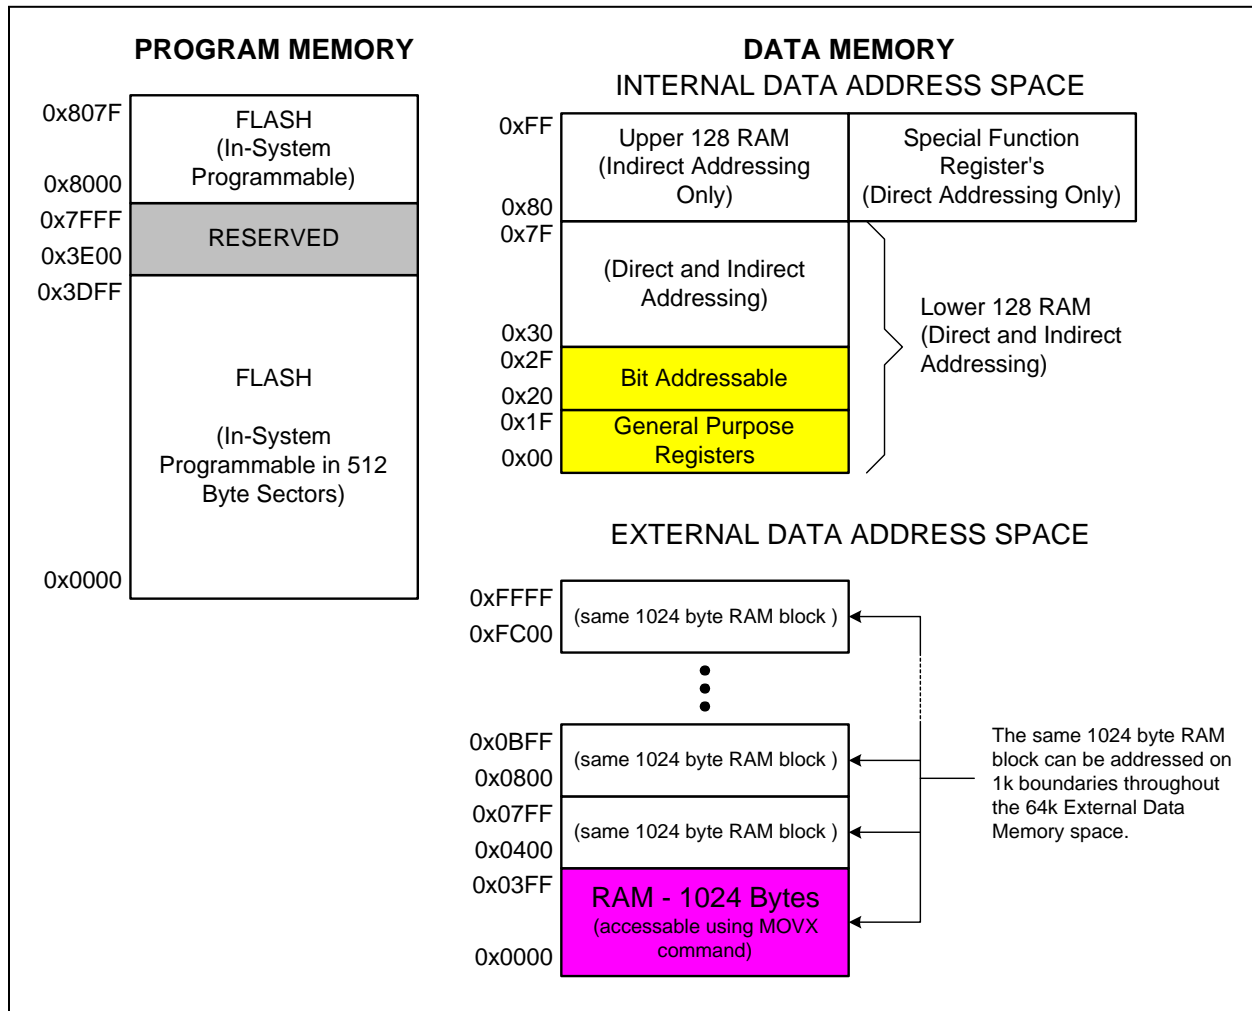 PROGRAM MEMORY
0x807F
FLASH
(In-System
Programmable)
0x8000
0x7FFF
RESERVED
0x3E00
0x3DFF
FLASH
(In-System
Programmable in 512
Byte Sectors)
0x0000
DATA MEMORY
INTERNAL DATA ADDRESS SPACE
0xFF
Upper 128 RAM
(Indirect Addressing
Only)
0x80
Special Function
Register's
(Direct Addressing Only)
0x7F
(Direct and Indirect
Addressing)
0x30
0x2F
Bit Addressable
0x20
0x1F
General Purpose
Registers
0x00
Lower 128 RAM
(Direct and Indirect
Addressing)
EXTERNAL DATA ADDRESS SPACE
0xFFFF
(same 1024 byte RAM block )
0xFC00
0x0BFF
(same 1024 byte RAM block )
0x0800
0x07FF
(same 1024 byte RAM block )
0x0400
0x03FF
RAM - 1024 Bytes
(accessable using MOVX
command)
0x0000
The same 1024 byte RAM
block can be addressed on
1k boundaries throughout
the 64k External Data
Memory space.